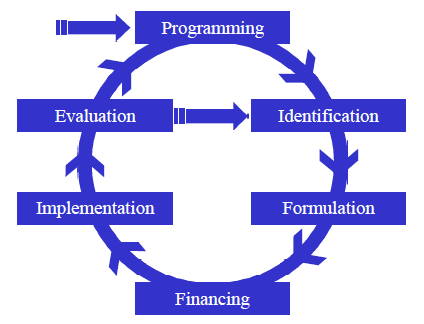 Programming
Evaluation
Identification
Implementation
Formulation
Financing